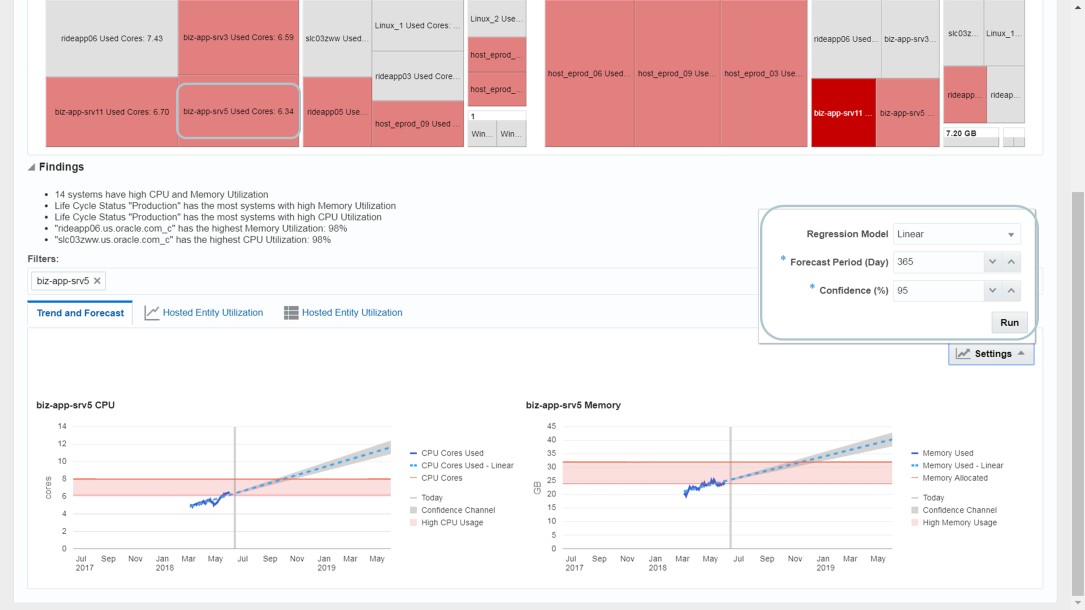 Linux_1 Used Cores: ...
Linux_2 Use...
rideapp06 Used Cores: 7.43
biz-app-srv3 Used Cores: 6.59
slc03zww Used...
host_eprod_...
rideapp03 Used Core...
host_eprod_...
biz-app-srv11 Used Cores: 6.70
biz-app-srv5 Used Cores: 6.34
rideapp05 Use...
host_eprod_09 Used ...
1
Win...
Win...
host_eprod_06 Used...
host_eprod_09 Use...
host_eprod_03 Use...
rideapp06 Used...
biz-app-srv3...
slc03z...
Linux_1...
rideapp...
rideap...
biz-app-srv11 ...
biz-app-srv5 ...
7.20 GB
Findings
14 systems have high CPU and Memory Utilization
Life Cycle Status "Production" has the most systems with high Memory Utilization
Life Cycle Status "Production" has the most systems with high CPU Utilization
"rideapp06.us.oracle.com_c" has the highest Memory Utilization: 98%
"slc03zww.us.oracle.com_c" has the highest CPU Utilization: 98%
Filters:
biz-app-srv5 ×
Regression Model Linear
* Forecast Period (Day) 365
* Confidence (%) 95
Run
Settings
Trend and Forecast
Hosted Entity Utilization
Hosted Entity Utilization
biz-app-srv5 CPU
14
12
10
8
6
4
2
0
cores
Jul Sep Nov Jan Mar May Jul Sep Nov Jan Mar May
2017 2018 2019
CPU Cores Used
CPU Cores Used - Linear
CPU Cores
Today
Confidence Channel
High CPU Usage
biz-app-srv5 Memory
45
40
35
30
25
20
15
10
5
0
GB
Jul Sep Nov Jan Mar May Jul Sep Nov Jan Mar May
2017 2018 2019
Memory Used
Memory Used - Linear
Memory Allocated
Today
Confidence Channel
High Memory Usage